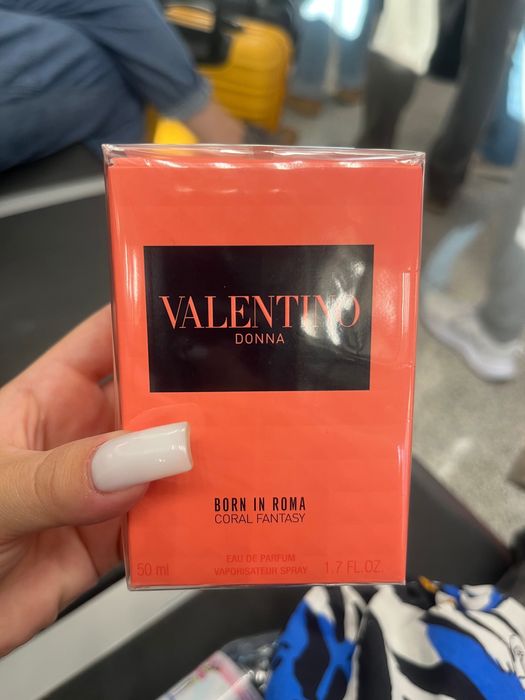 VALENTINO
DONNA
BORN IN ROMA
CORAL FANTASY
EAU DE PARFUM
50 ml VAPORISATEUR SPRAY 1.7 FL.OZ.